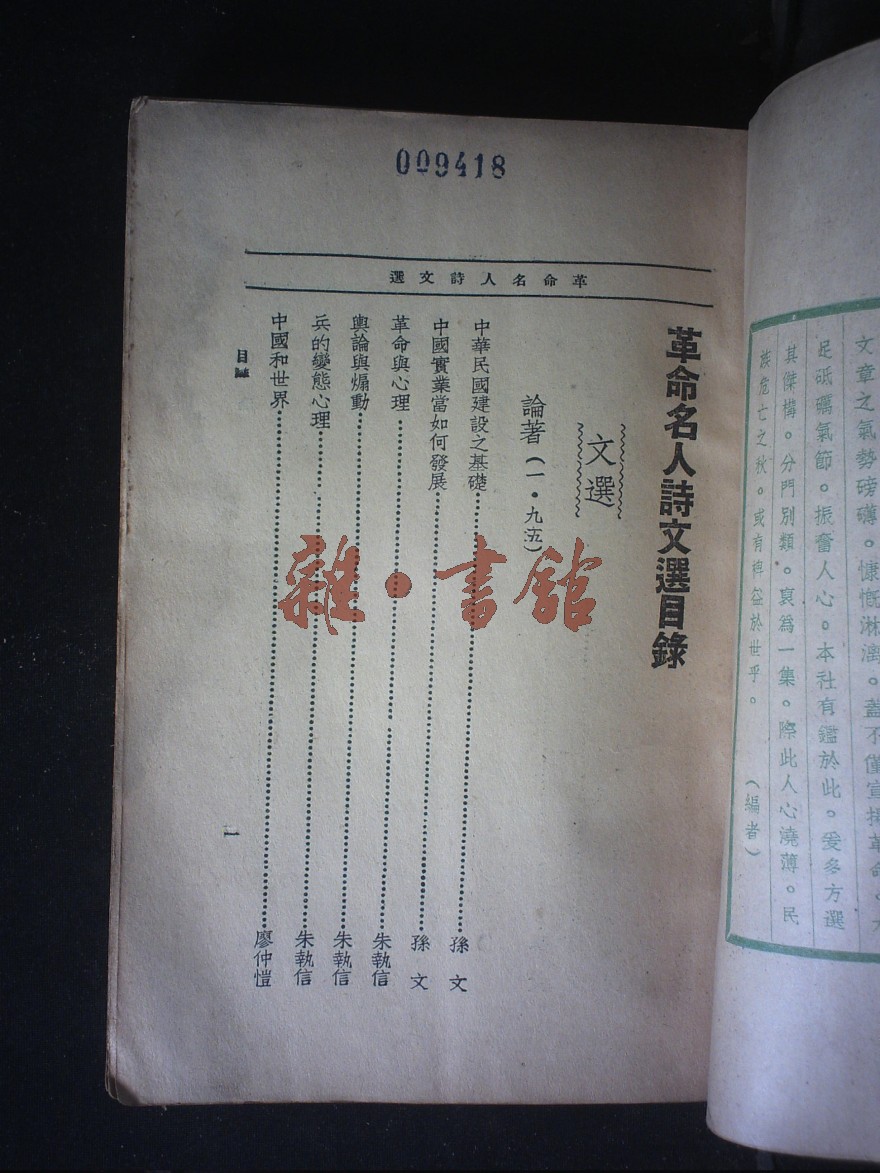 009418
革命名人詩文選
革命名人詩文選目錄
文選
論著(一·九五)
中華民國建設之基礎 孫文
中國實業當如何發展 孫文
革命與心理 朱執信
輿論與煽動 朱執信
兵的變態心理 朱執信
中國和世界 廖仲愷
目錄
一
雜·書館
文章之氣勢磅礴。慷慨淋漓。蓋不僅宣揚革命。
足砥礪氣節。振奮人心。本社有鑑於此。爰多方選
其傑構。分門別類。裒為一集。際此人心澆薄。民
族危亡之秋。或有裨益於世乎。
(編者)